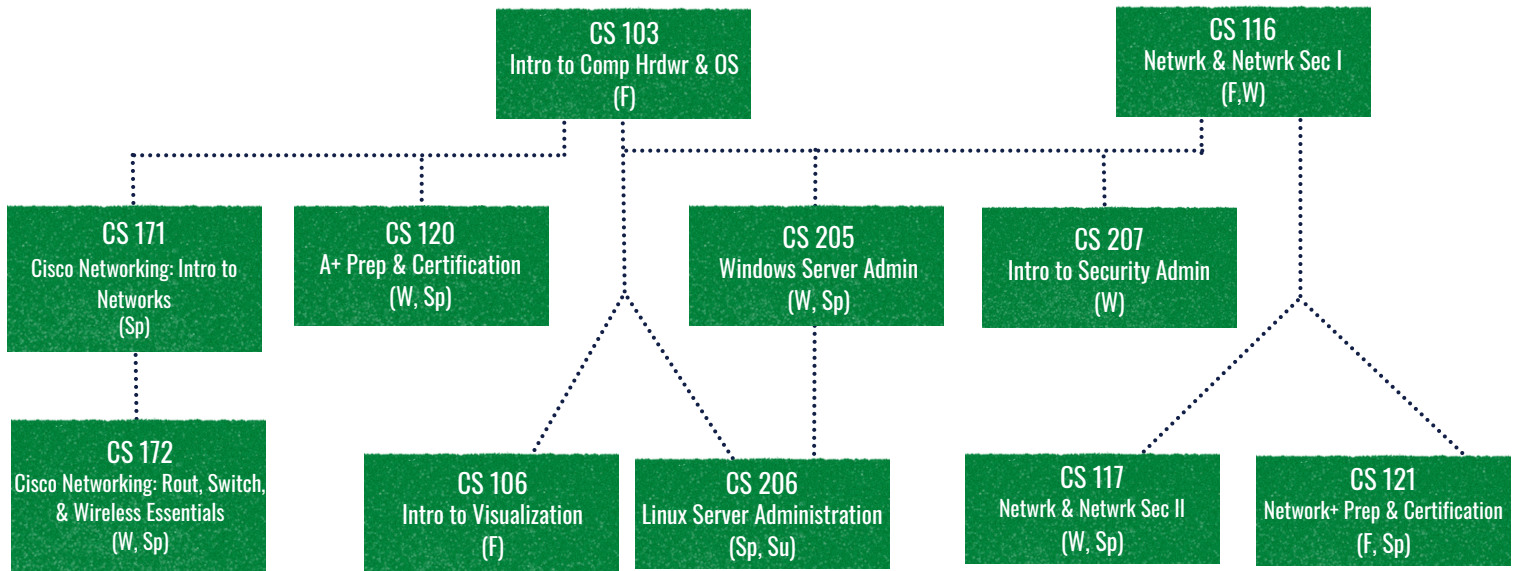 CS 103
Intro to Comp Hrdwr & OS
(F)
CS 116
Netwrk & Netwrk Sec I
(F,W)
CS 171
Cisco Networking: Intro to
Networks
(Sp)
CS 120
A+ Prep & Certification
(W, Sp)
CS 205
Windows Server Admin
(W, Sp)
CS 207
Intro to Security Admin
(W)
CS 172
Cisco Networking: Rout, Switch,
& Wireless Essentials
(W, Sp)
CS 106
Intro to Visualization
(F)
CS 206
Linux Server Administration
(Sp, Su)
CS 117
Netwrk & Netwrk Sec II
(W, Sp)
CS 121
Network+ Prep & Certification
(F, Sp)